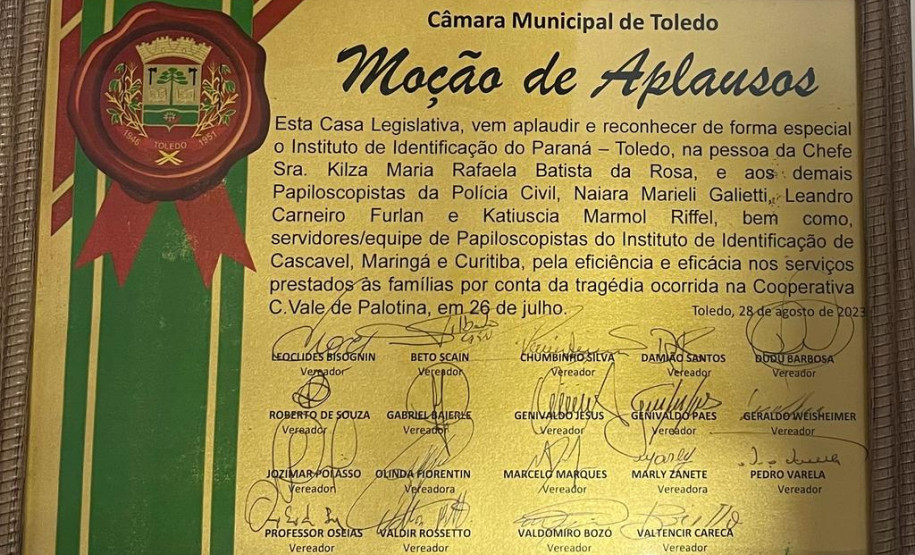 Câmara Municipal de Toledo
Moção de Aplausos
Esta Casa Legislativa, vem aplaudir e reconhecer de forma especial
o Instituto de Identificação do Paraná – Toledo, na pessoa da Chefe
Sra. Kilza Maria Rafaela Batista da Rosa, e aos demais
Papiloscopistas da Polícia Civil, Naiara Marieli Galietti, Leandro
Carneiro Furlan e Katiuscia Marmol Riffel, bem como,
servidores/equipe de Papiloscopistas do Instituto de Identificação de
Cascavel, Maringá e Curitiba, pela eficiência e eficácia nos serviços
prestados às famílias por conta da tragédia ocorrida na Cooperativa
C.Vale de Palotina, em 26 de julho.
Toledo, 28 de agosto de 2023
1946 TOLEDO 1951
LEOCLIDES BISOGNIN BETO SCAIN CHUMBINHO SILVA DAMIÃO SANTOS DUDU BARBOSA
Vereador Vereador Vereador Vereador Vereador
ROBERTO DE SOUZA GABRIEL BAIERLE GENIVALDO JESUS GENIVALDO PAES GERALDO WEISHEIMER
Vereador Vereador Vereador Vereador Vereador
JOZIMAR POLASSO OLINDA FIORENTIN MARCELO MARQUES MARLY ZANETE PEDRO VARELA
Vereador Vereadora Vereador Vereadora Vereador
PROFESSOR OSEIAS VALDIR ROSSETTO VALDOMIRO BOZÓ VALTENCIR CARECA
Vereador Vereador Vereador Vereador